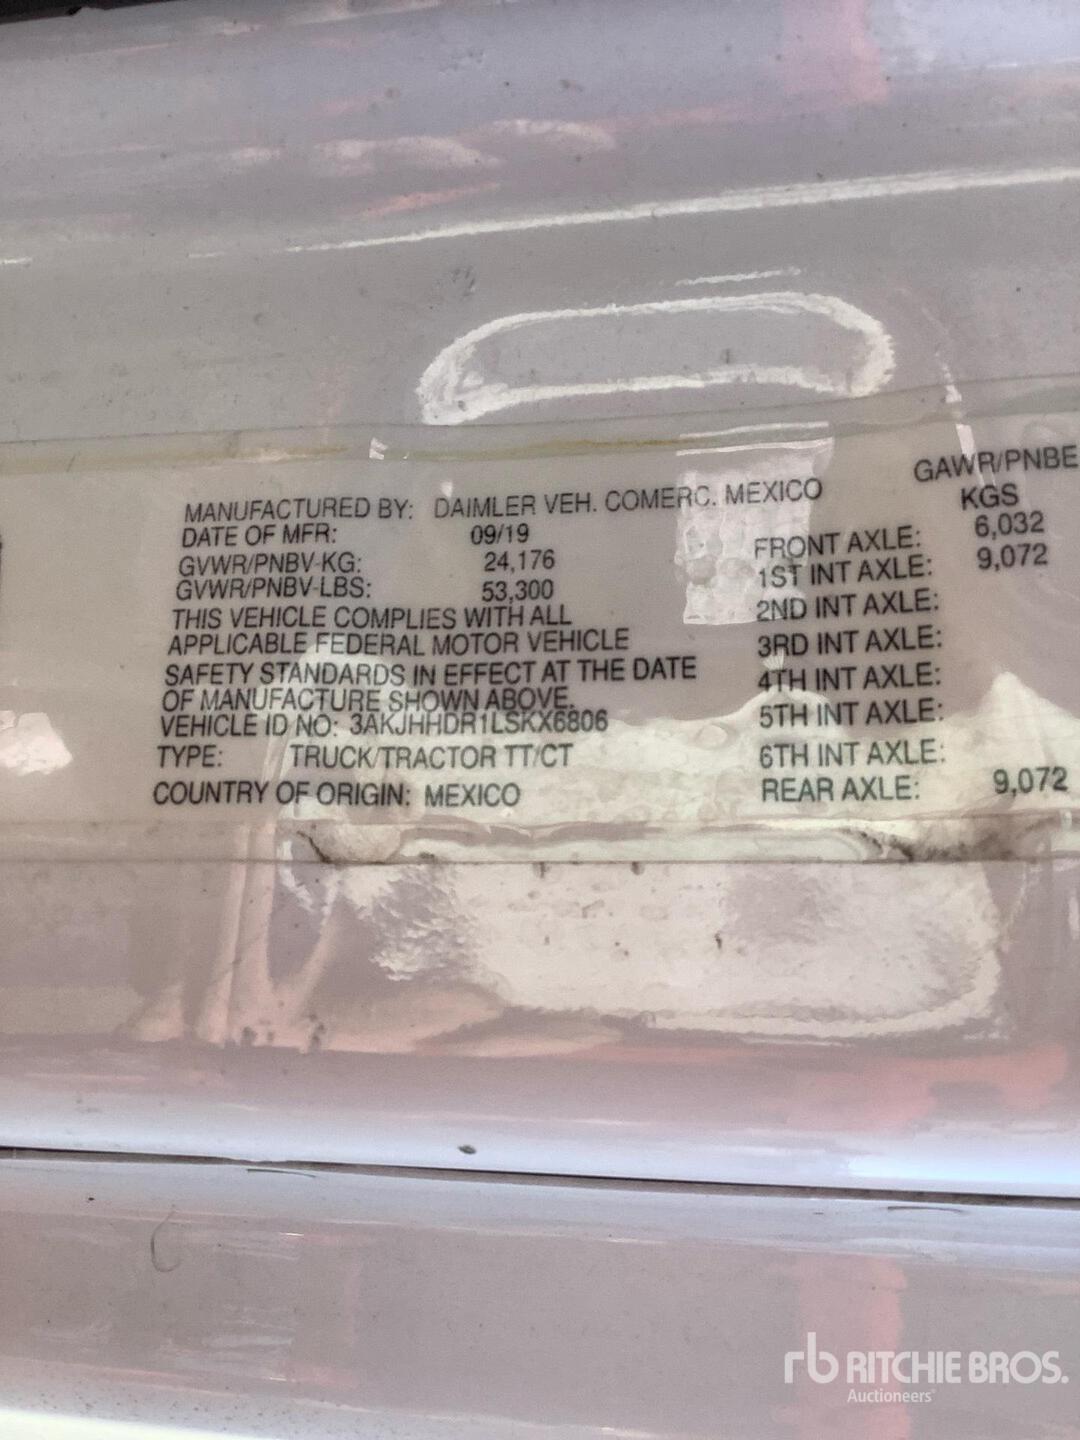 MANUFACTURED BY: DAIMLER VEH. COMERC. MEXICO
DATE OF MFR: 09/19
GVWR/PNBV-KG: 24,176
GVWR/PNBV-LBS: 53,300
THIS VEHICLE COMPLIES WITH ALL
APPLICABLE FEDERAL MOTOR VEHICLE
SAFETY STANDARDS IN EFFECT AT THE DATE
OF MANUFACTURE SHOWN ABOVE.
VEHICLE ID NO: 3AKJHHDR1LSKX6806
TYPE: TRUCK/TRACTOR TT/CT
COUNTRY OF ORIGIN: MEXICO
GAWR/PNBE
KGS
FRONT AXLE: 6,032
1ST INT AXLE: 9,072
2ND INT AXLE:
3RD INT AXLE:
4TH INT AXLE:
5TH INT AXLE:
6TH INT AXLE:
REAR AXLE: 9,072
rb RITCHIE BROS.
Auctioneers